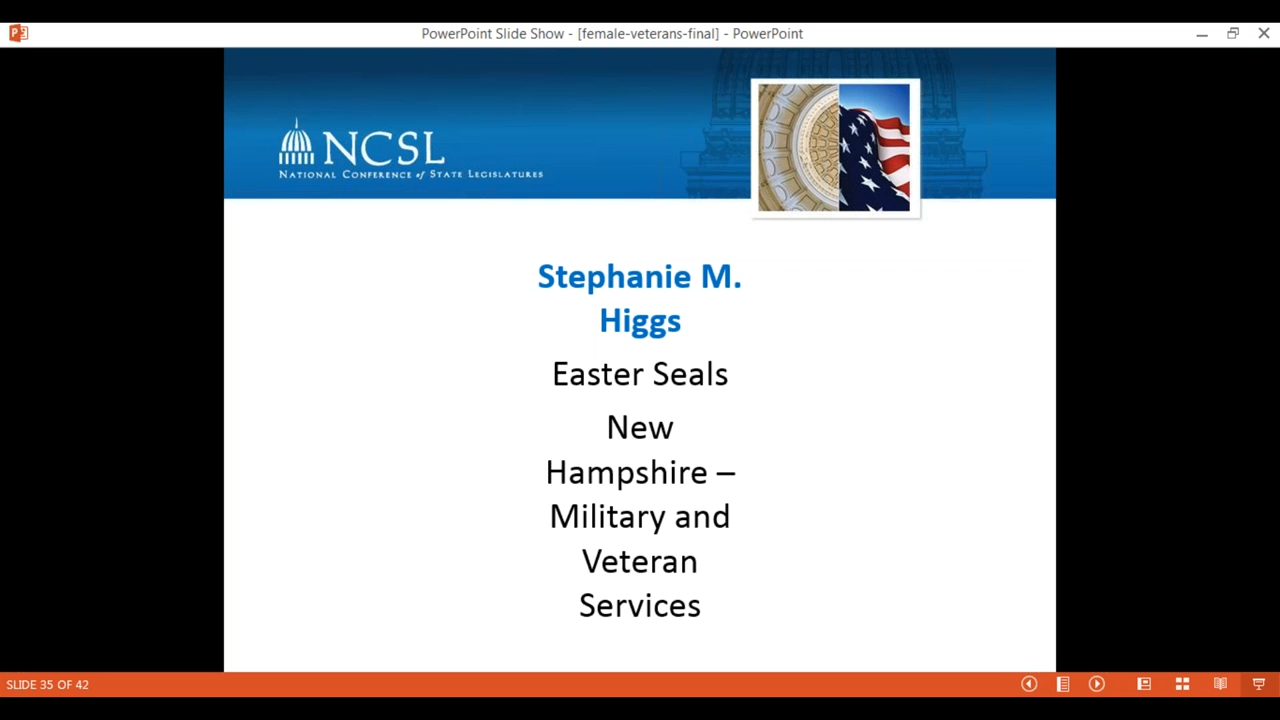 PowerPoint Slide Show - [female-veterans-final] - PowerPoint
NCSL
NATIONAL CONFERENCE of STATE LEGISLATURES
Stephanie M.
Higgs
Easter Seals
New
Hampshire –
Military and
Veteran
Services
SLIDE 35 OF 42